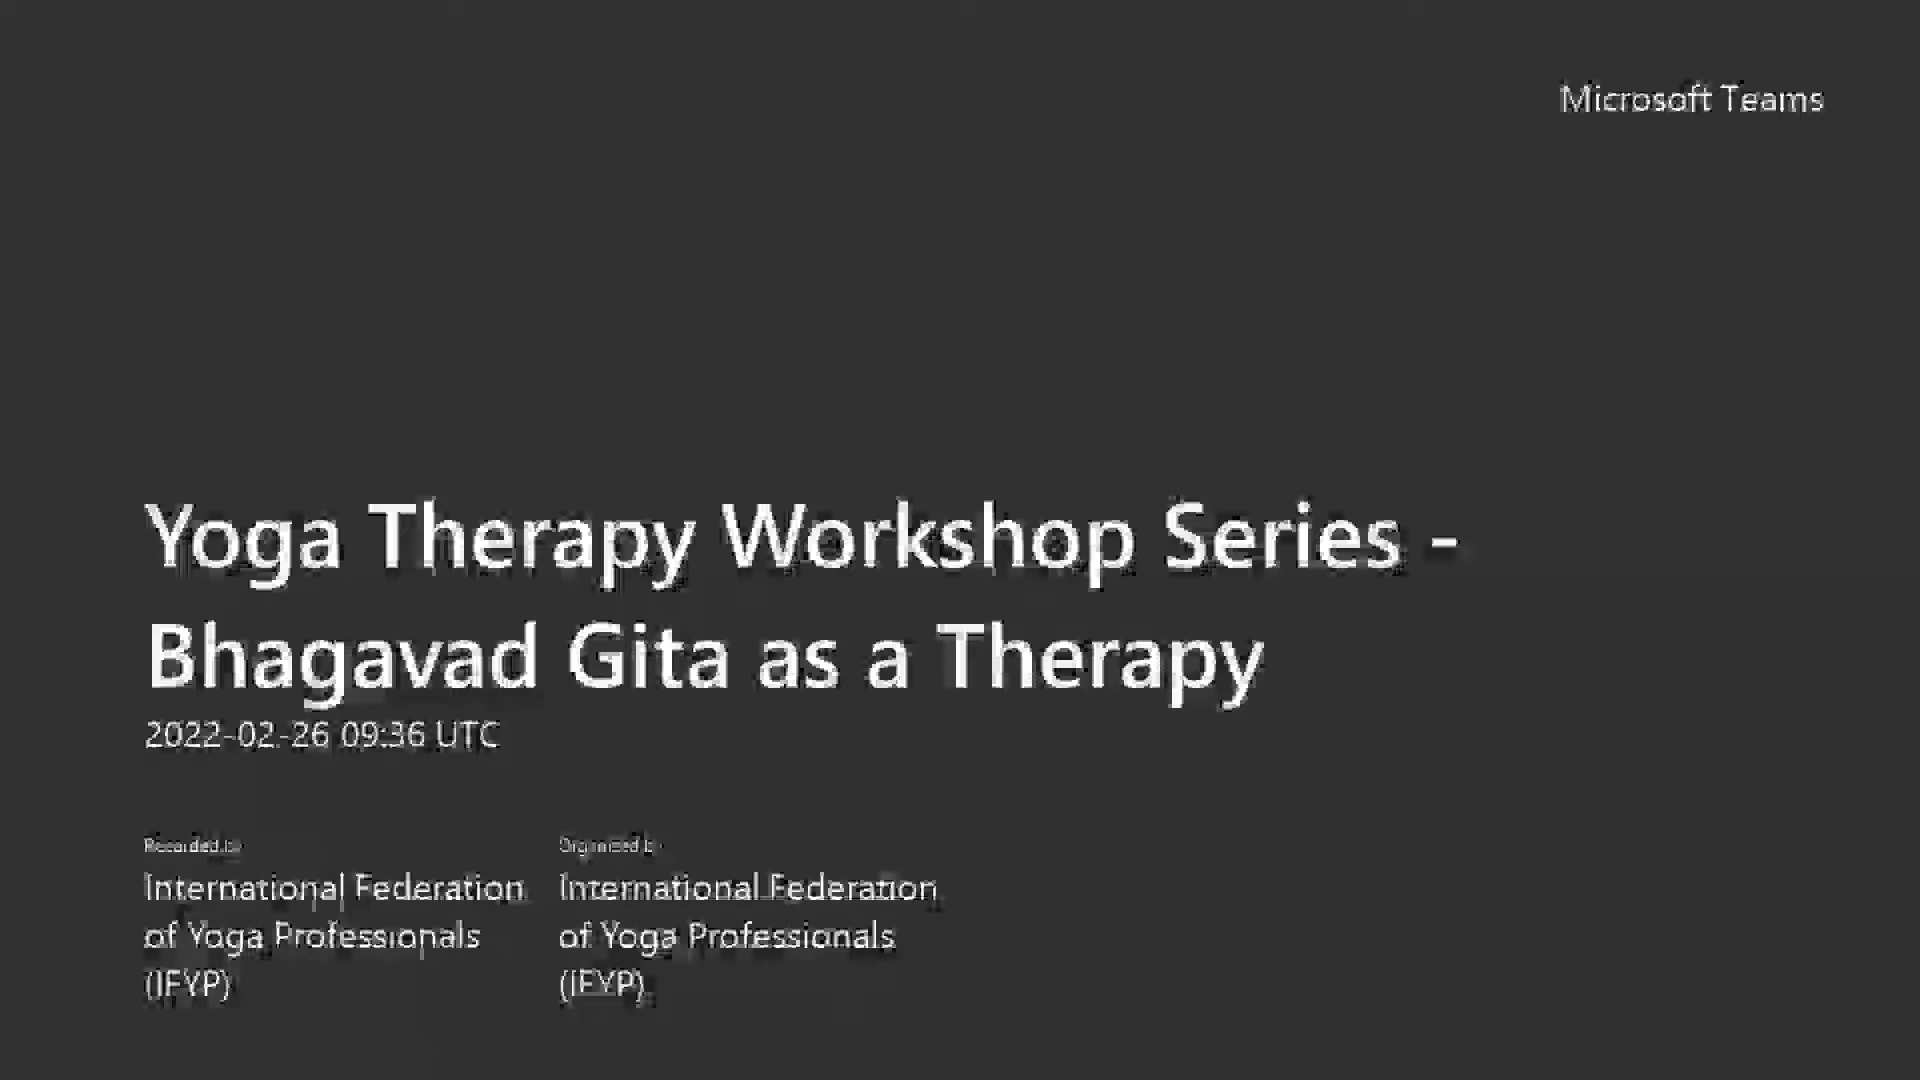 Microsoft Teams
Yoga Therapy Workshop Series -
Bhagavad Gita as a Therapy
2022-02-26 09:36 UTC
Recorded by
Organized by
International Federation
of Yoga Professionals
(IFYP)
International Federation
of Yoga Professionals
(IFYP)